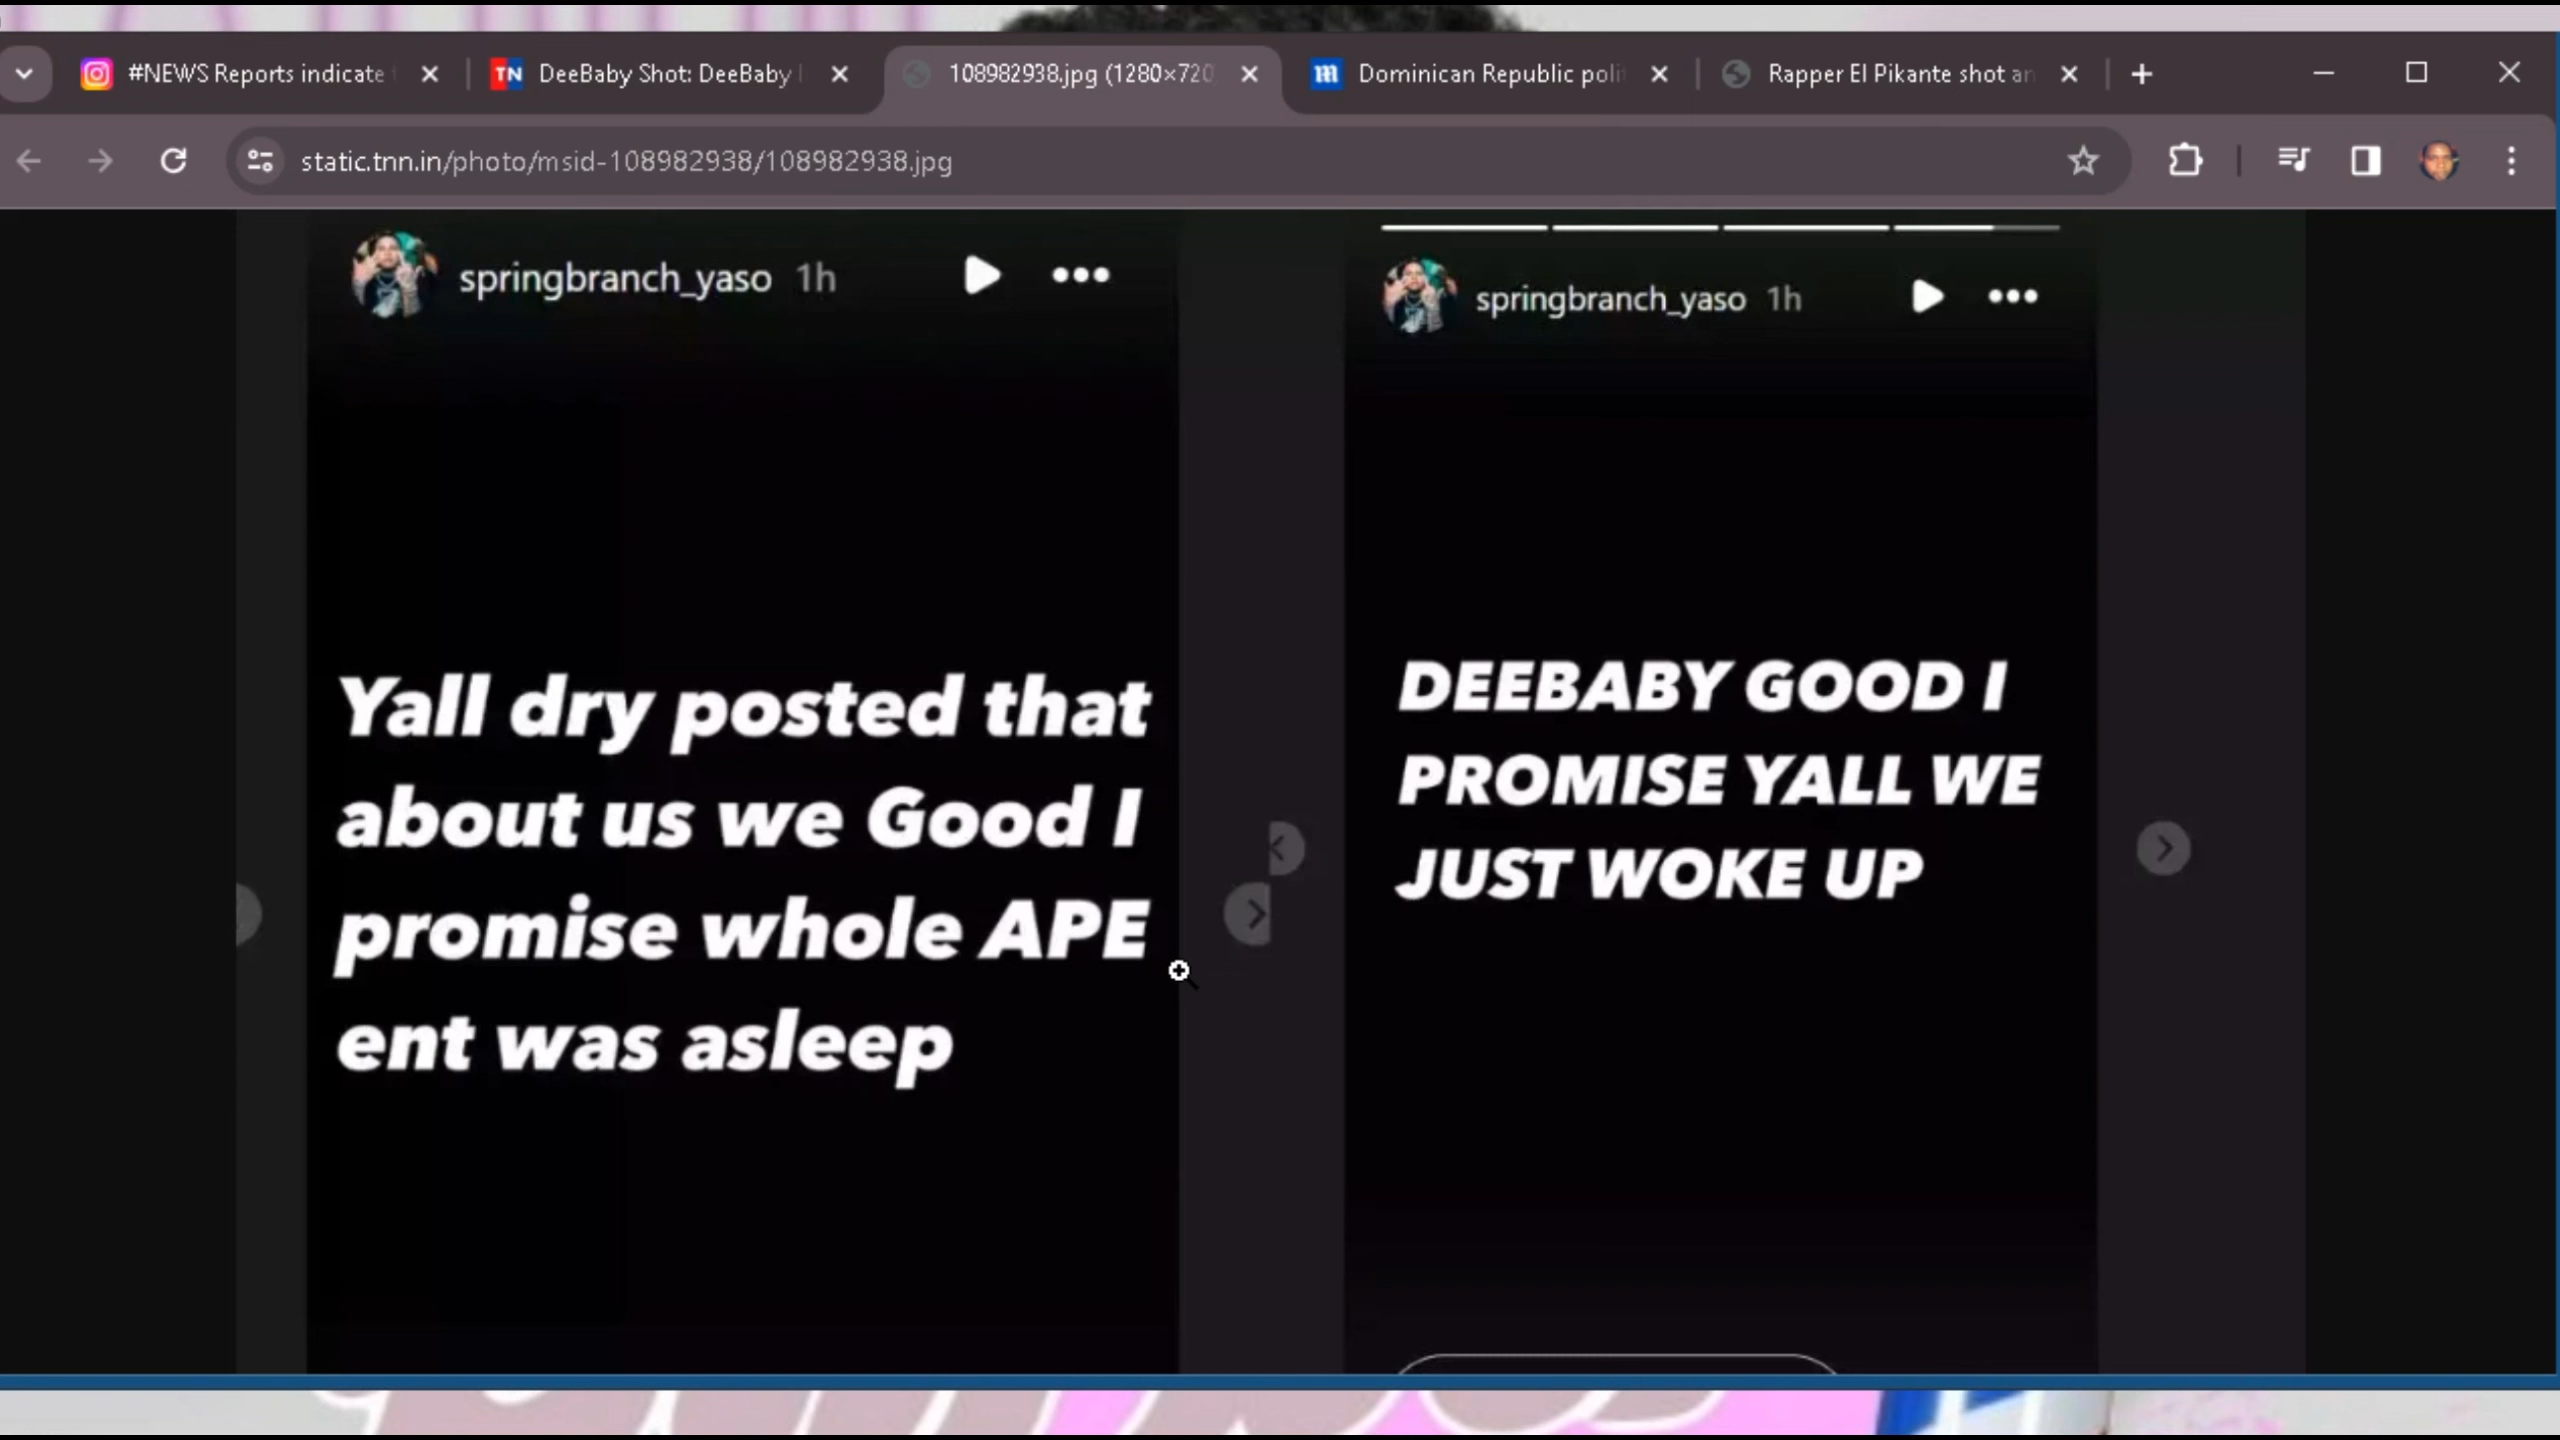 #NEWS Reports indicate
DeeBaby Shot: DeeBaby
108982938.jpg (1280×720
Dominican Republic poli
Rapper El Pikante shot an
static.tnn.in/photo/msid-108982938/108982938.jpg
springbranch_yaso 1h
Yall dry posted that
about us we Good I
promise whole APE
ent was asleep
springbranch_yaso 1h
DEEBABY GOOD I
PROMISE YALL WE
JUST WOKE UP